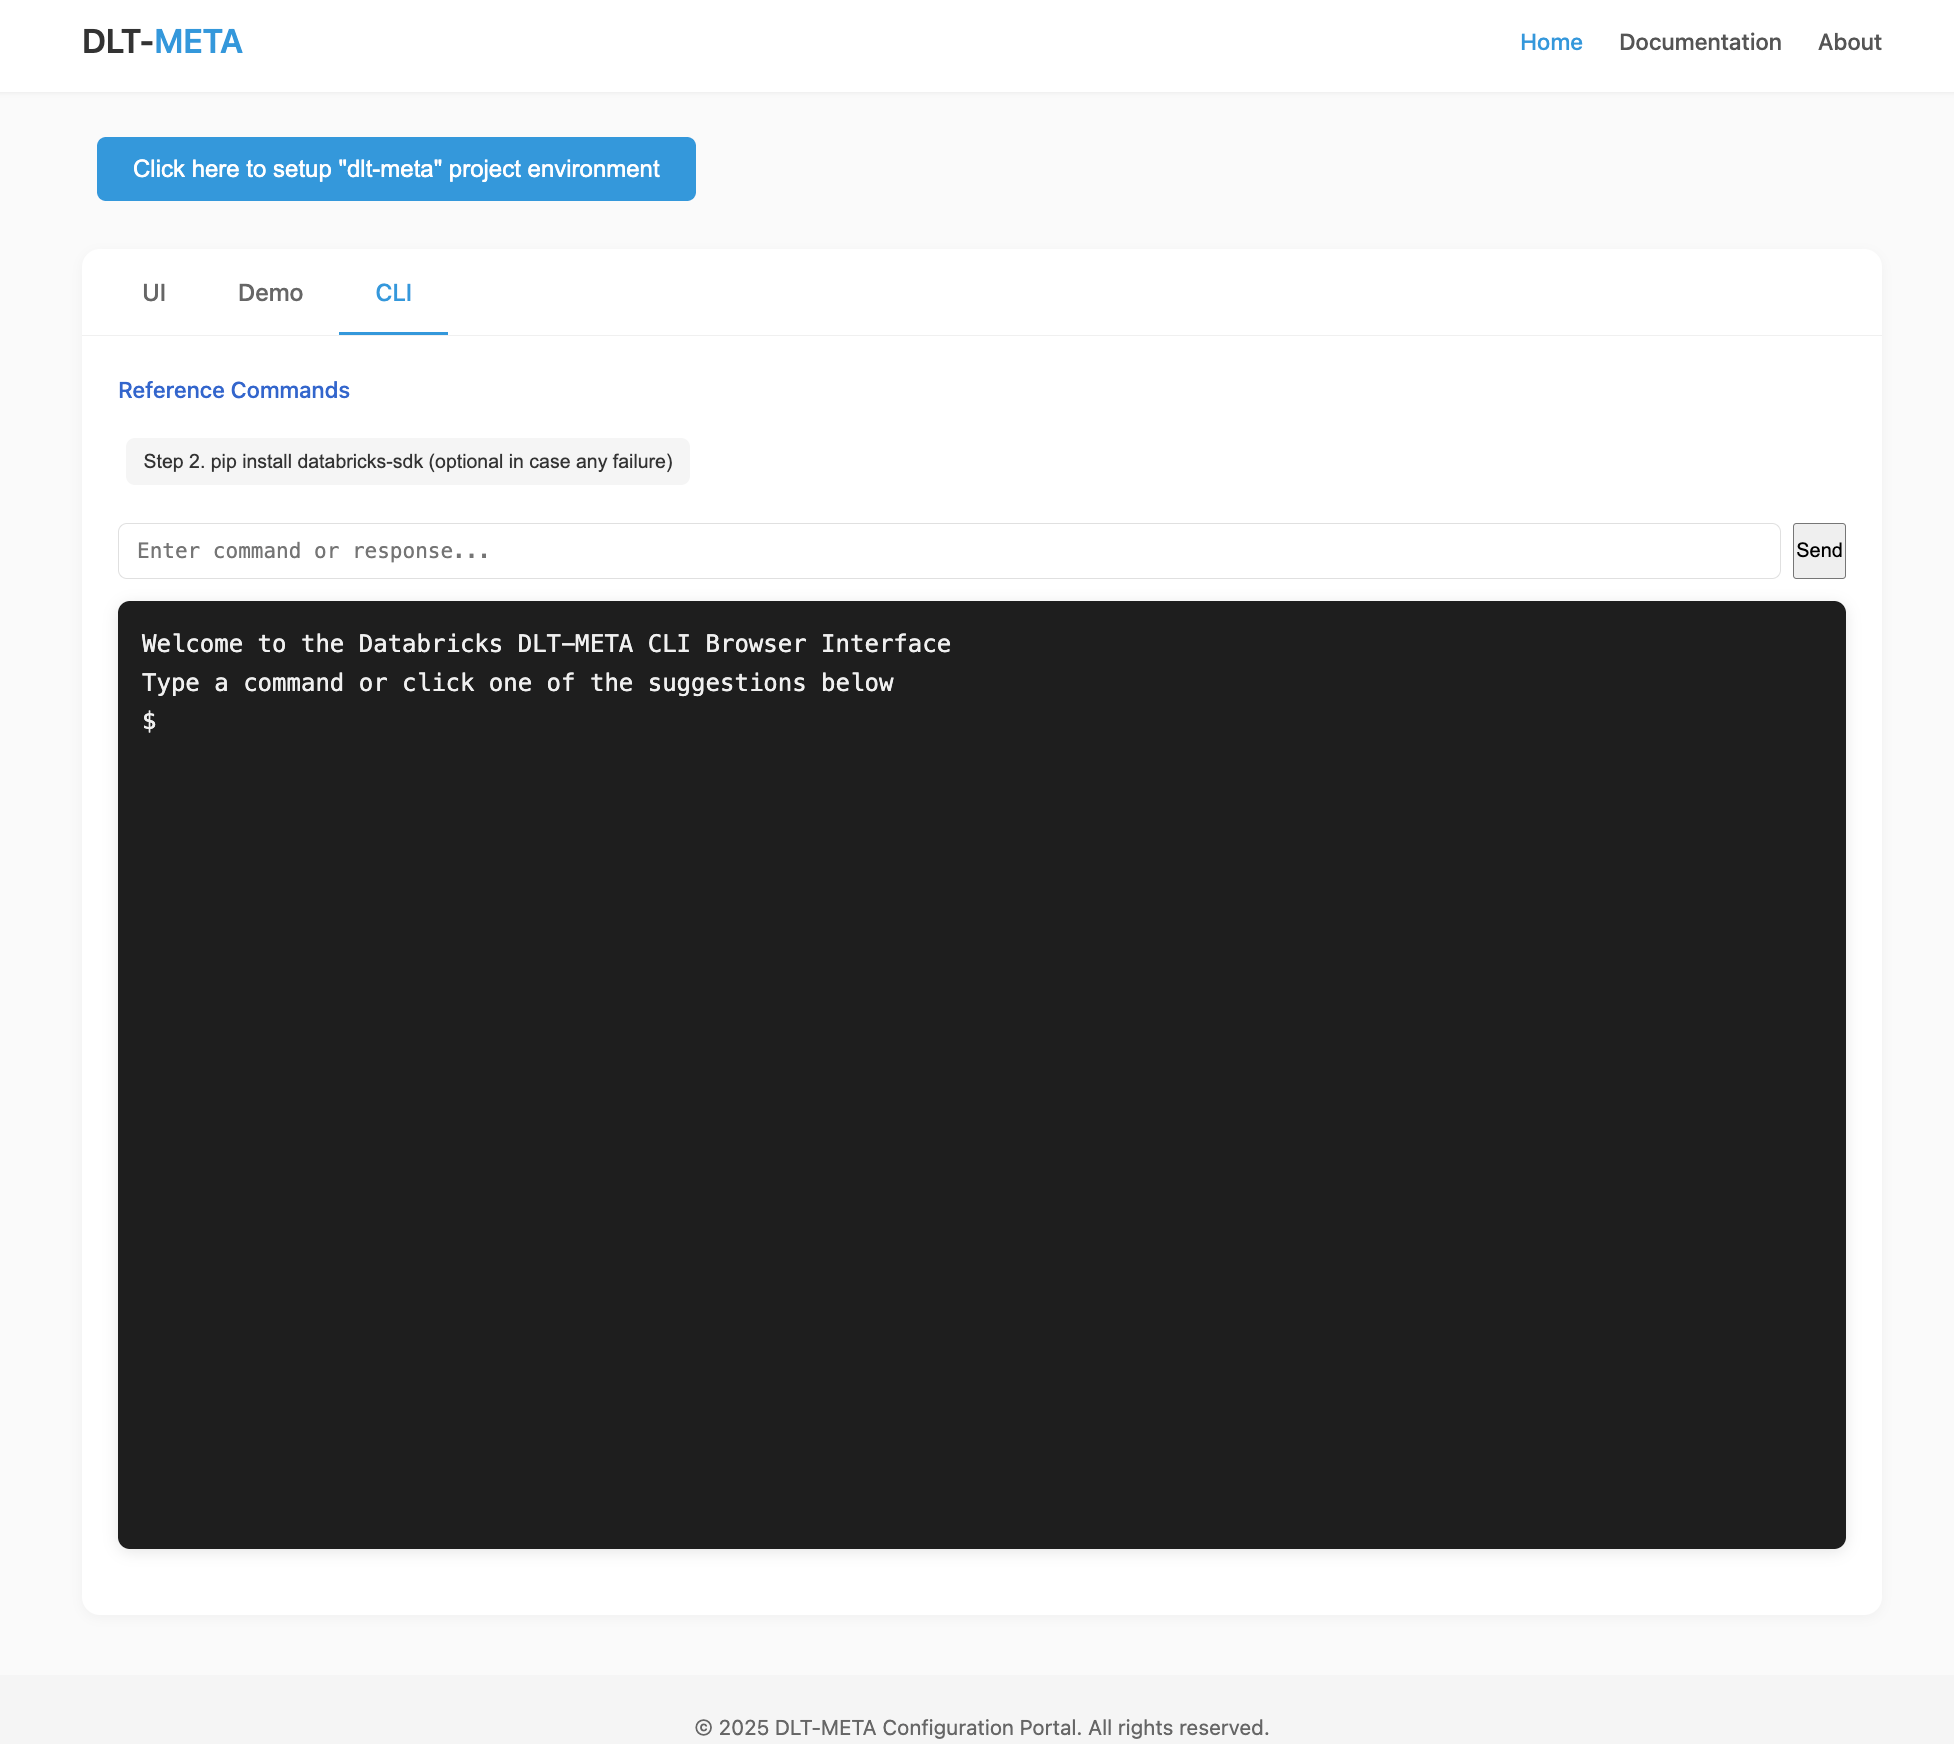 DLT-META
Home Documentation About
Click here to setup "dlt-meta" project environment
UI Demo CLI
Reference Commands
Step 2. pip install databricks-sdk (optional in case any failure)
Enter command or response...
Send
Welcome to the Databricks DLT-META CLI Browser Interface
Type a command or click one of the suggestions below
$
© 2025 DLT-META Configuration Portal. All rights reserved.